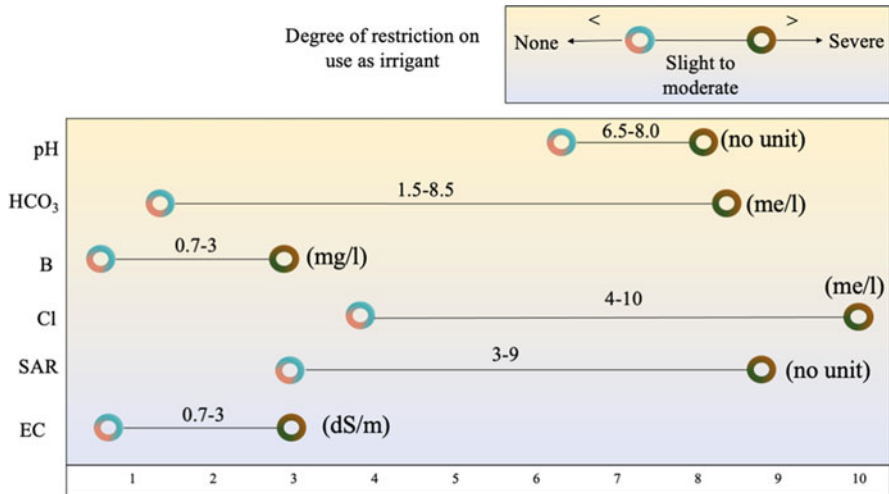 Degree of restriction on
use as irrigant
< >
None Severe
Slight to
moderate
pH 6.5-8.0 (no unit)
HCO₃ 1.5-8.5 (me/l)
B 0.7-3 (mg/l)
Cl 4-10 (me/l)
SAR 3-9 (no unit)
EC 0.7-3 (dS/m)
1 2 3 4 5 6 7 8 9 10